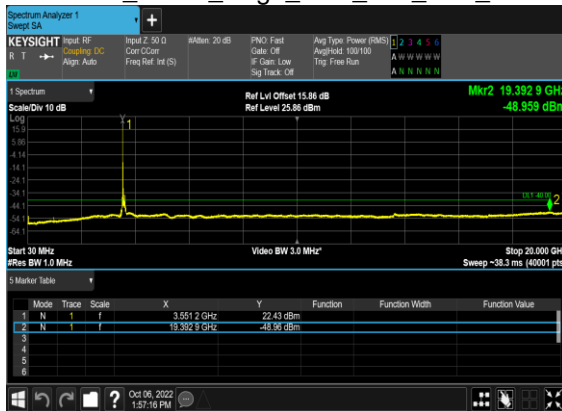 Spectrum Analyzer 1
Swept SA
+
KEYSIGHT Input: RF Input Z: 50 Ω #Atten: 20 dB PNO: Fast Avg Type: Power (RMS) 1 2 3 4 5 6
R T Coupling: DC Corr CCorr Gate: Off Avg|Hold: 100/100 A W W W W W
Align: Auto Freq Ref: Int (S) IF Gain: Low Trig: Free Run
Sig Track: Off A N N N N N
1 Spectrum Ref Lvl Offset 15.86 dB Mkr2 19.392 9 GHz
Scale/Div 10 dB Ref Level 25.86 dBm -48.959 dBm
Log
15.9
5.86
-4.14
-14.1
-24.1
-34.1
-44.1
-54.1
-64.1
1
2
Start 30 MHz Video BW 3.0 MHz* Stop 20.000 GHz
#Res BW 1.0 MHz Sweep ~38.3 ms (40001 pts)
5 Marker Table
Mode Trace Scale X Y Function Function Width Function Value
1 N 1 f 3.551 2 GHz 22.43 dBm
2 N 1 f 19.392 9 GHz -48.96 dBm
3
4
5
6
? Oct 06, 2022
1:57:16 PM